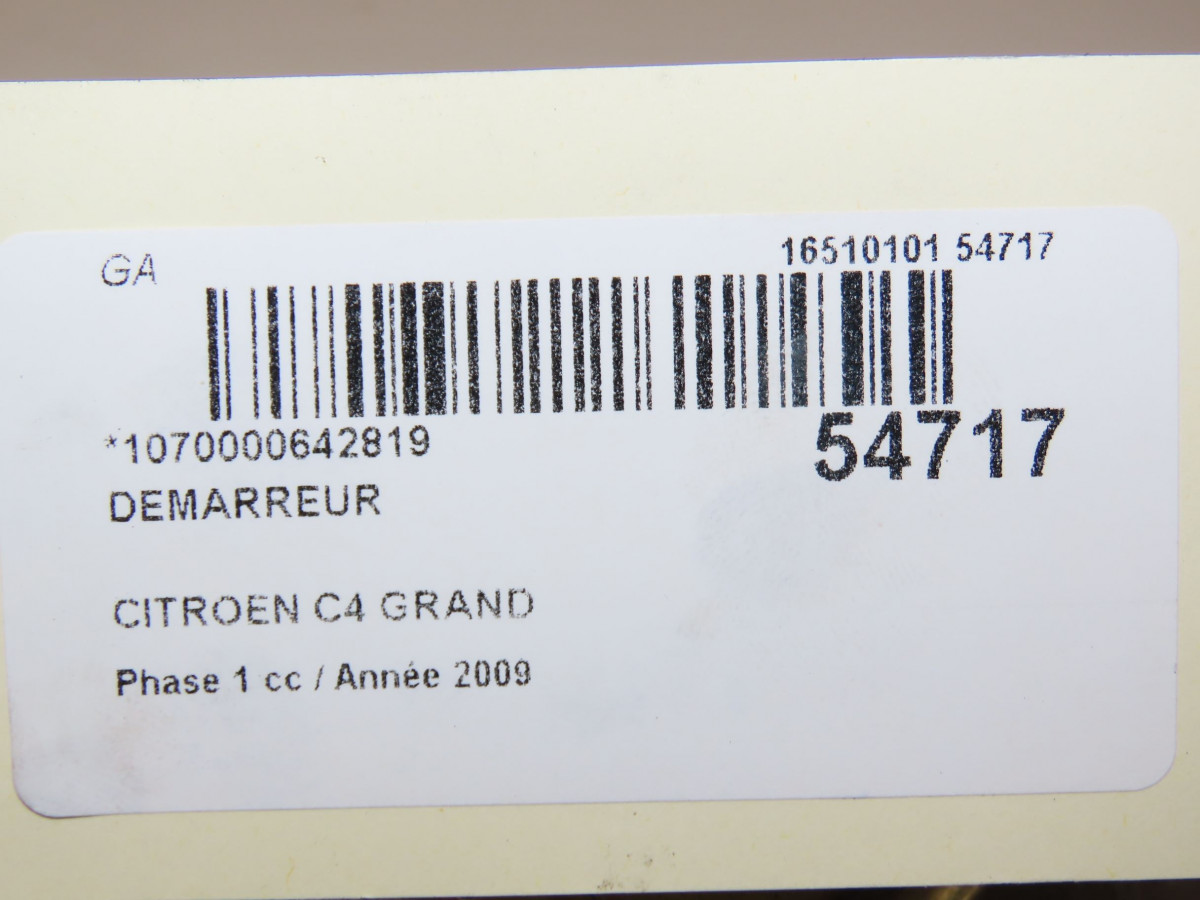 GA
16510101 54717
*1070000642819
54717
DEMARREUR
CITROEN C4 GRAND
Phase 1 cc / Année 2009